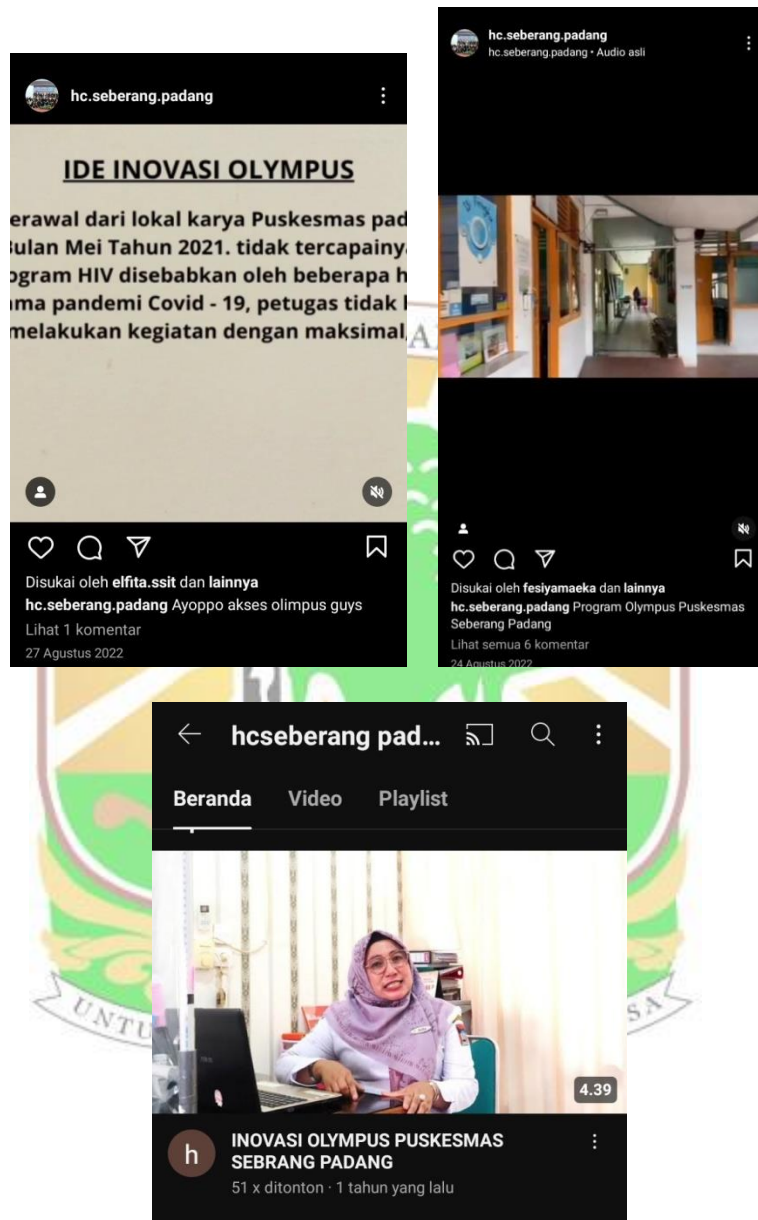 hc.seberang.padang
IDE INOVASI OLYMPUS
erawal dari lokal karya Puskesmas pad
Bulan Mei Tahun 2021. tidak tercapainy
ogram HIV disebabkan oleh beberapa h
ama pandemi Covid - 19, petugas tidak
melakukan kegiatan dengan maksimal,
Disukai oleh elfita.ssit dan lainnya
hc.seberang.padang Ayoppo akses olimpus guys
Lihat 1 komentar
27 Agustus 2022
hc.seberang.padang
hc.seberang.padang • Audio asli
Disukai oleh fesiyamaeka dan lainnya
hc.seberang.padang Program Olympus Puskesmas
Seberang Padang
Lihat semua 6 komentar
24 Agustus 2022
hcseberang pad...
Beranda Video Playlist
4.39
h
INOVASI OLYMPUS PUSKESMAS
SEBRANG PADANG
51 x ditonton · 1 tahun yang lalu
UNTU
SA